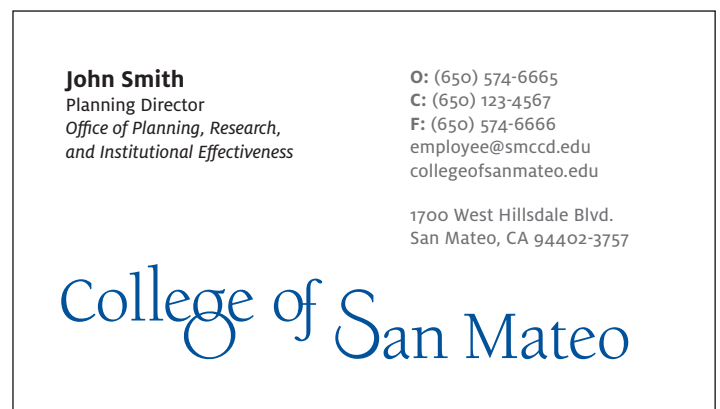 John Smith
Planning Director
Office of Planning, Research,
and Institutional Effectiveness
O: (650) 574-6665
C: (650) 123-4567
F: (650) 574-6666
employee@smccd.edu
collegeofsanmateo.edu
1700 West Hillsdale Blvd.
San Mateo, CA 94402-3757
College of San Mateo